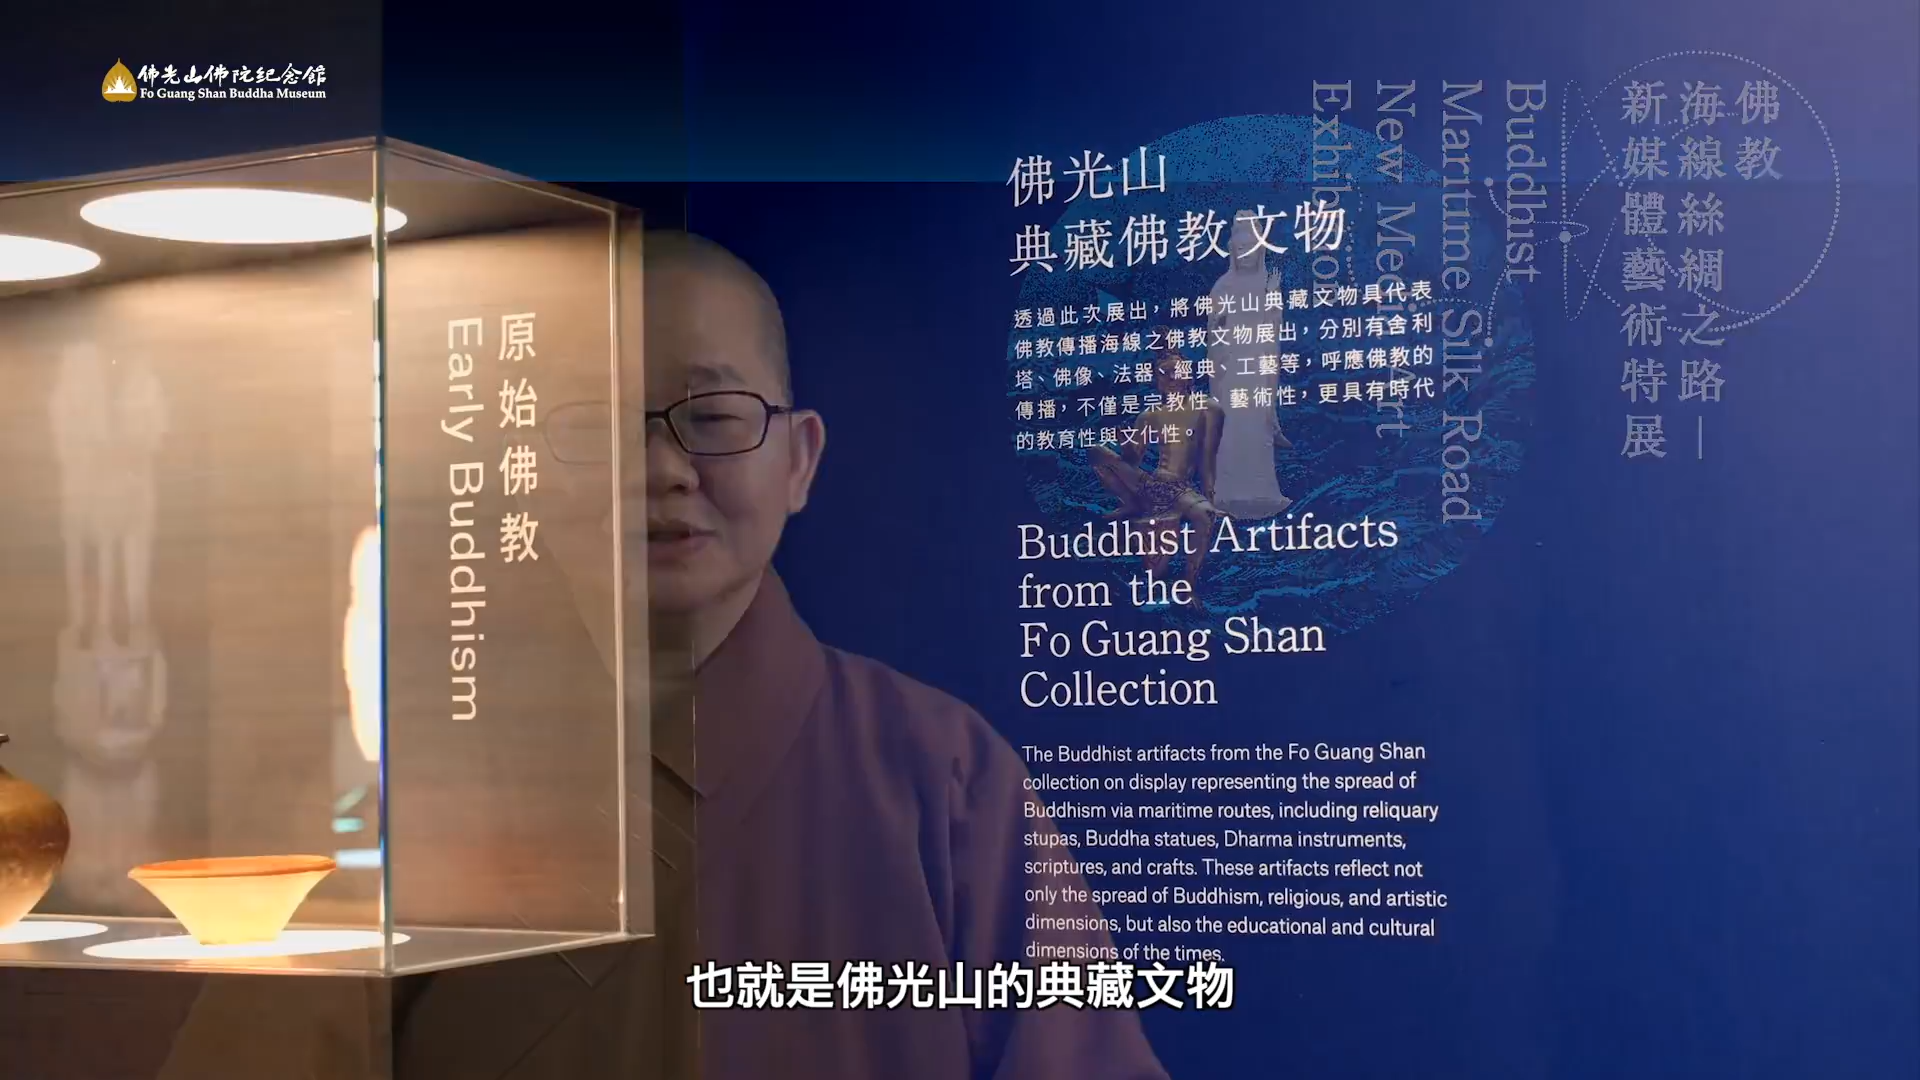 佛光山佛陀纪念館
Fo Guang Shan Buddha Museum
原始佛教
Early Buddhism
佛光山
典藏佛教文物
透過此次展出，將佛光山典藏文物具代表
佛教傳播海線之佛教文物展出，分別有舍利
塔、佛像、法器、經典、工藝等，呼應佛教的
傳播，不僅是宗教性、藝術性，更具有時代
的教育性與文化性。
Buddhist Artifacts
from the
Fo Guang Shan
Collection
The Buddhist artifacts from the Fo Guang Shan
collection on display representing the spread of
Buddhism via maritime routes, including reliquary
stupas, Buddha statues, Dharma instruments,
scriptures, and crafts. These artifacts reflect not
only the spread of Buddhism, religious, and artistic
dimensions, but also the educational and cultural
dimensions of the times.
佛教
海線絲綢之路—
新媒體藝術特展
Buddhist
Maritime Silk Road
New Media Art
Exhibition
也就是佛光山的典藏文物